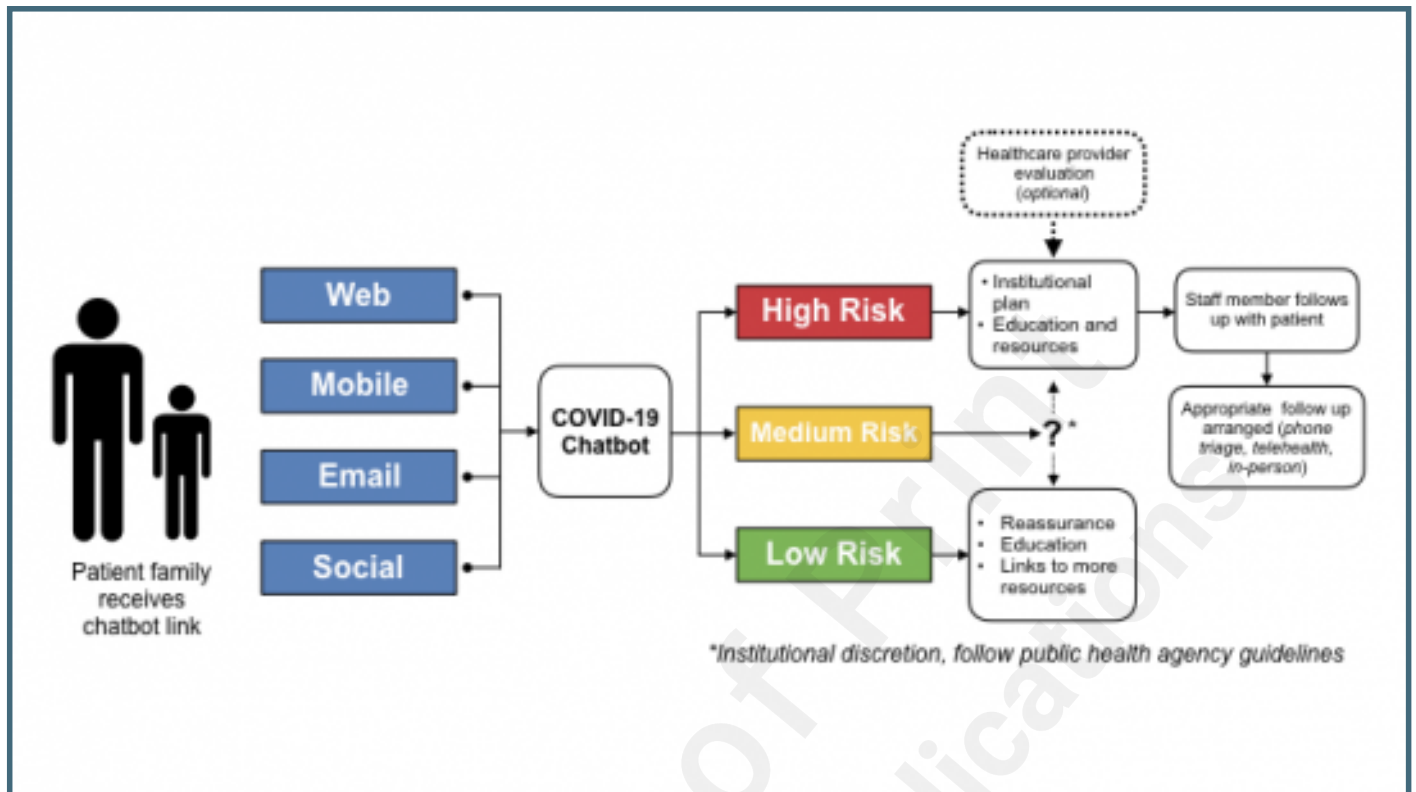 Patient family
receives
chatbot link
Web
Mobile
Email
Social
COVID-19
Chatbot
High Risk
Medium Risk
Low Risk
Healthcare provider
evaluation
(optional)
• Institutional
plan
• Education and
resources
Staff member follows
up with patient
Appropriate follow up
arranged (phone
triage, telehealth,
in-person)
?*
• Reassurance
• Education
• Links to more
resources
*Institutional discretion, follow public health agency guidelines
of Print